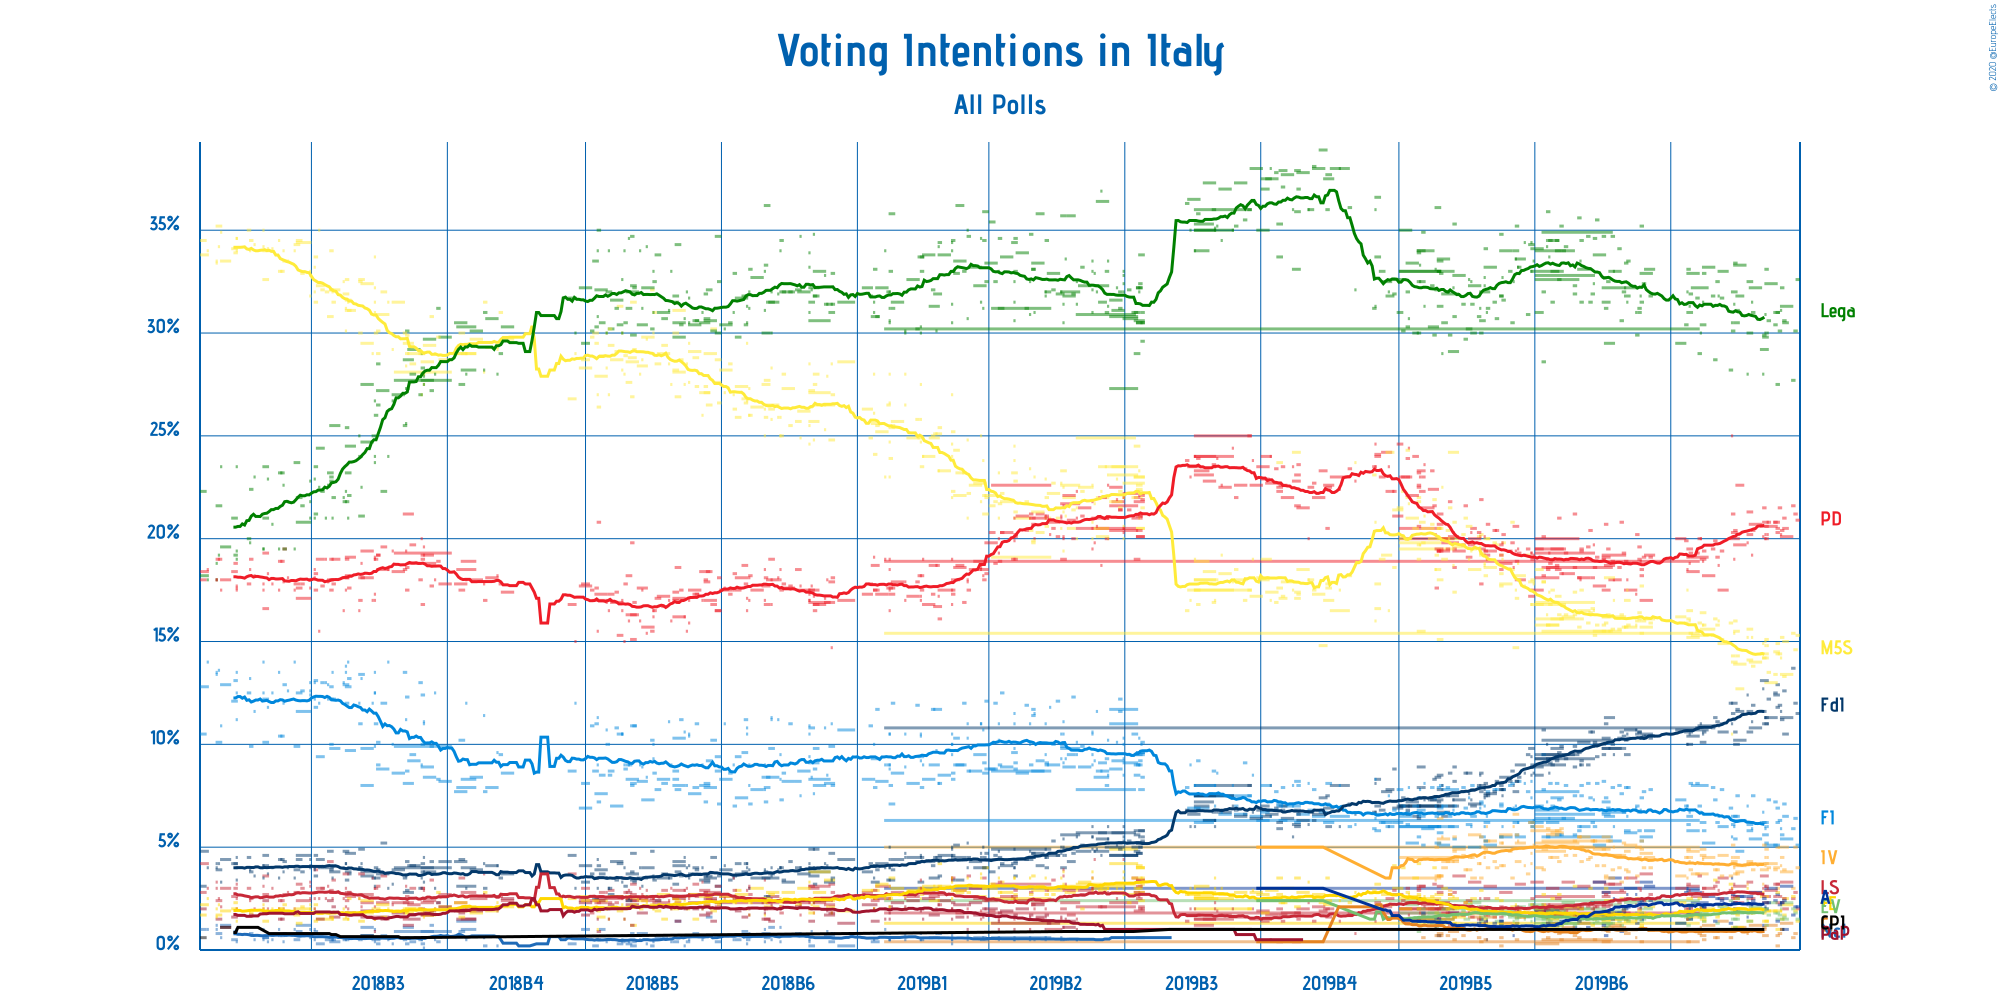 © 2020 @EuropeElects
Voting Intentions in Italy
All Polls
35%
30%
25%
20%
15%
10%
5%
0%
Lega
PD
M5S
FdI
FI
IV
LS
A
EV
CPI
PaP
2018B3
2018B4
2018B5
2018B6
2019B1
2019B2
2019B3
2019B4
2019B5
2019B6